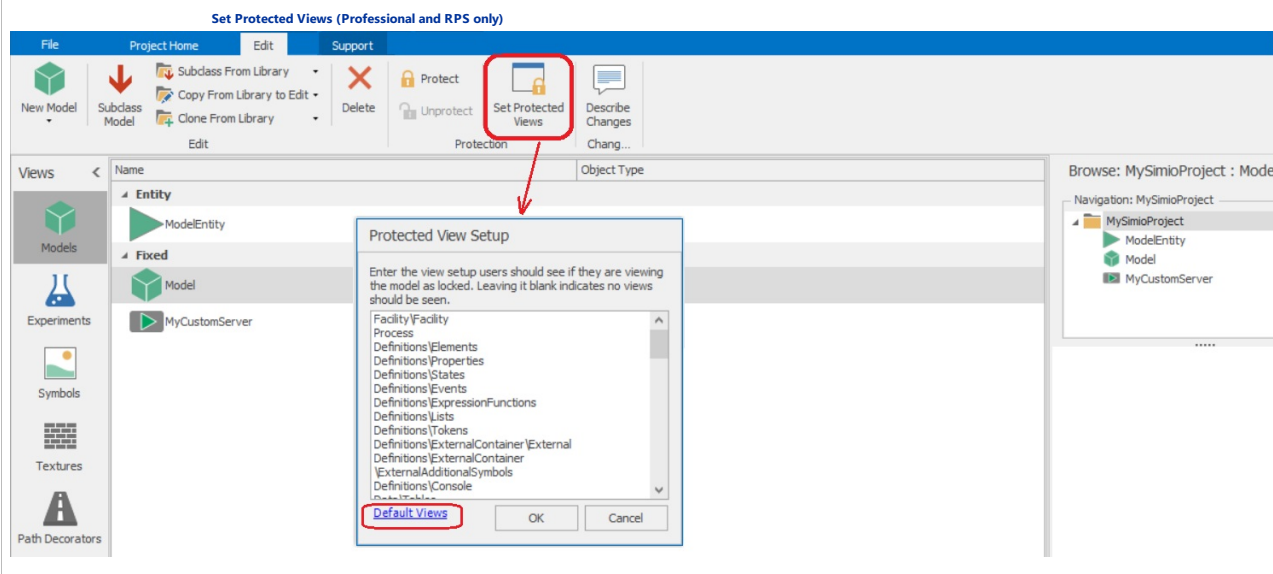 Set Protected Views (Professional and RPS only)
File Project Home Edit Support
New Model
Subclass Model
Subclass From Library
Copy From Library to Edit
Clone From Library
Delete
Protect
Unprotect
Set Protected Views
Describe Changes
Edit Protection Chang...
Views <
Name Object Type
Entity
ModelEntity
Fixed
Model
MyCustomServer
Models
Experiments
Symbols
Textures
Path Decorators
Protected View Setup
Enter the view setup users should see if they are viewing
the model as locked. Leaving it blank indicates no views
should be seen.
Facility\Facility
Process
Definitions\Elements
Definitions\Properties
Definitions\States
Definitions\Events
Definitions\ExpressionFunctions
Definitions\Lists
Definitions\Tokens
Definitions\ExternalContainer\External
Definitions\ExternalContainer
\ExternalAdditionalSymbols
Definitions\Console
Data\Tables
Default Views
OK Cancel
Browse: MySimioProject : Mode
Navigation: MySimioProject
MySimioProject
ModelEntity
Model
MyCustomServer